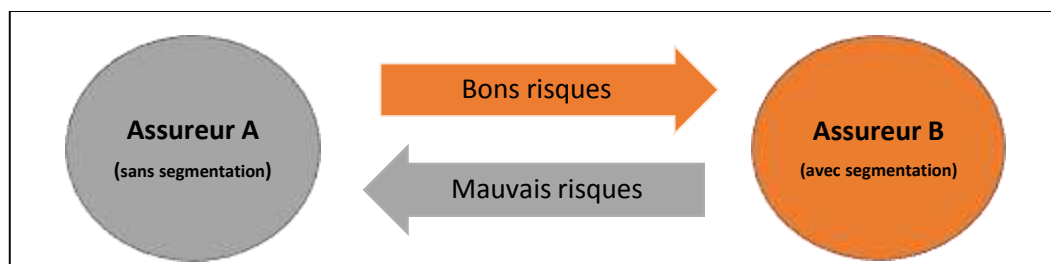 Assureur A
(sans segmentation)
Bons risques
Mauvais risques
Assureur B
(avec segmentation)